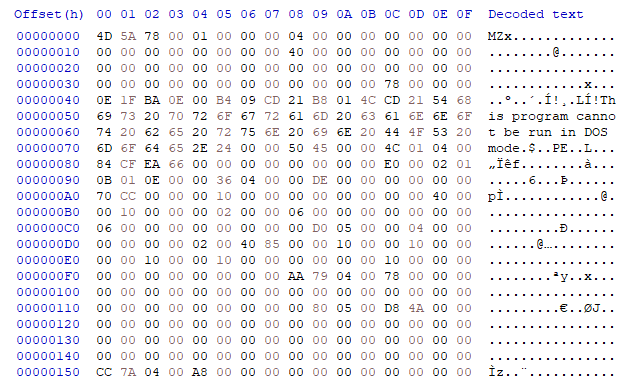 Offset(h) 00 01 02 03 04 05 06 07 08 09 0A 0B 0C 0D 0E 0F Decoded text
00000000 4D 5A 78 00 01 00 00 00 04 00 00 00 00 00 00 00 MZx.............
00000010 00 00 00 00 00 00 00 00 40 00 00 00 00 00 00 00 ........@.......
00000020 00 00 00 00 00 00 00 00 00 00 00 00 00 00 00 00 ................
00000030 00 00 00 00 00 00 00 00 00 00 00 00 78 00 00 00 ............x...
00000040 0E 1F BA 0E 00 B4 09 CD 21 B8 01 4C CD 21 54 68 ..º..´.Í!¸.LÍ!Th
00000050 69 73 20 70 72 6F 67 72 61 6D 20 63 61 6E 6E 6F is program canno
00000060 74 20 62 65 20 72 75 6E 20 69 6E 20 44 4F 53 20 t be run in DOS
00000070 6D 6F 64 65 2E 24 00 00 50 45 00 00 4C 01 04 00 mode.$..PE..L...
00000080 84 CF EA 66 00 00 00 00 00 00 00 00 E0 00 02 01 „Ïêf........à...
00000090 0B 01 0E 00 00 36 04 00 00 DE 00 00 00 00 00 00 .....6...Þ......
000000A0 70 CC 00 00 00 10 00 00 00 00 00 00 00 00 40 00 pÌ............@.
000000B0 00 10 00 00 00 02 00 00 06 00 00 00 00 00 00 00 ................
000000C0 06 00 00 00 00 00 00 00 00 D0 05 00 00 04 00 00 .........Ð......
000000D0 00 00 00 00 02 00 40 85 00 00 10 00 00 10 00 00 ......@…........
000000E0 00 00 10 00 00 10 00 00 00 00 00 00 10 00 00 00 ................
000000F0 00 00 00 00 00 00 00 00 AA 79 04 00 78 00 00 00 ........ªy..x...
00000100 00 00 00 00 00 00 00 00 00 00 00 00 00 00 00 00 ................
00000110 00 00 00 00 00 00 00 00 00 80 05 00 D8 4A 00 00 .........€..ØJ..
00000120 00 00 00 00 00 00 00 00 00 00 00 00 00 00 00 00 ................
00000130 00 00 00 00 00 00 00 00 00 00 00 00 00 00 00 00 ................
00000140 00 00 00 00 00 00 00 00 00 00 00 00 00 00 00 00 ................
00000150 CC 7A 04 00 A8 00 00 00 00 00 00 00 00 00 00 00 Ìz..¨...........